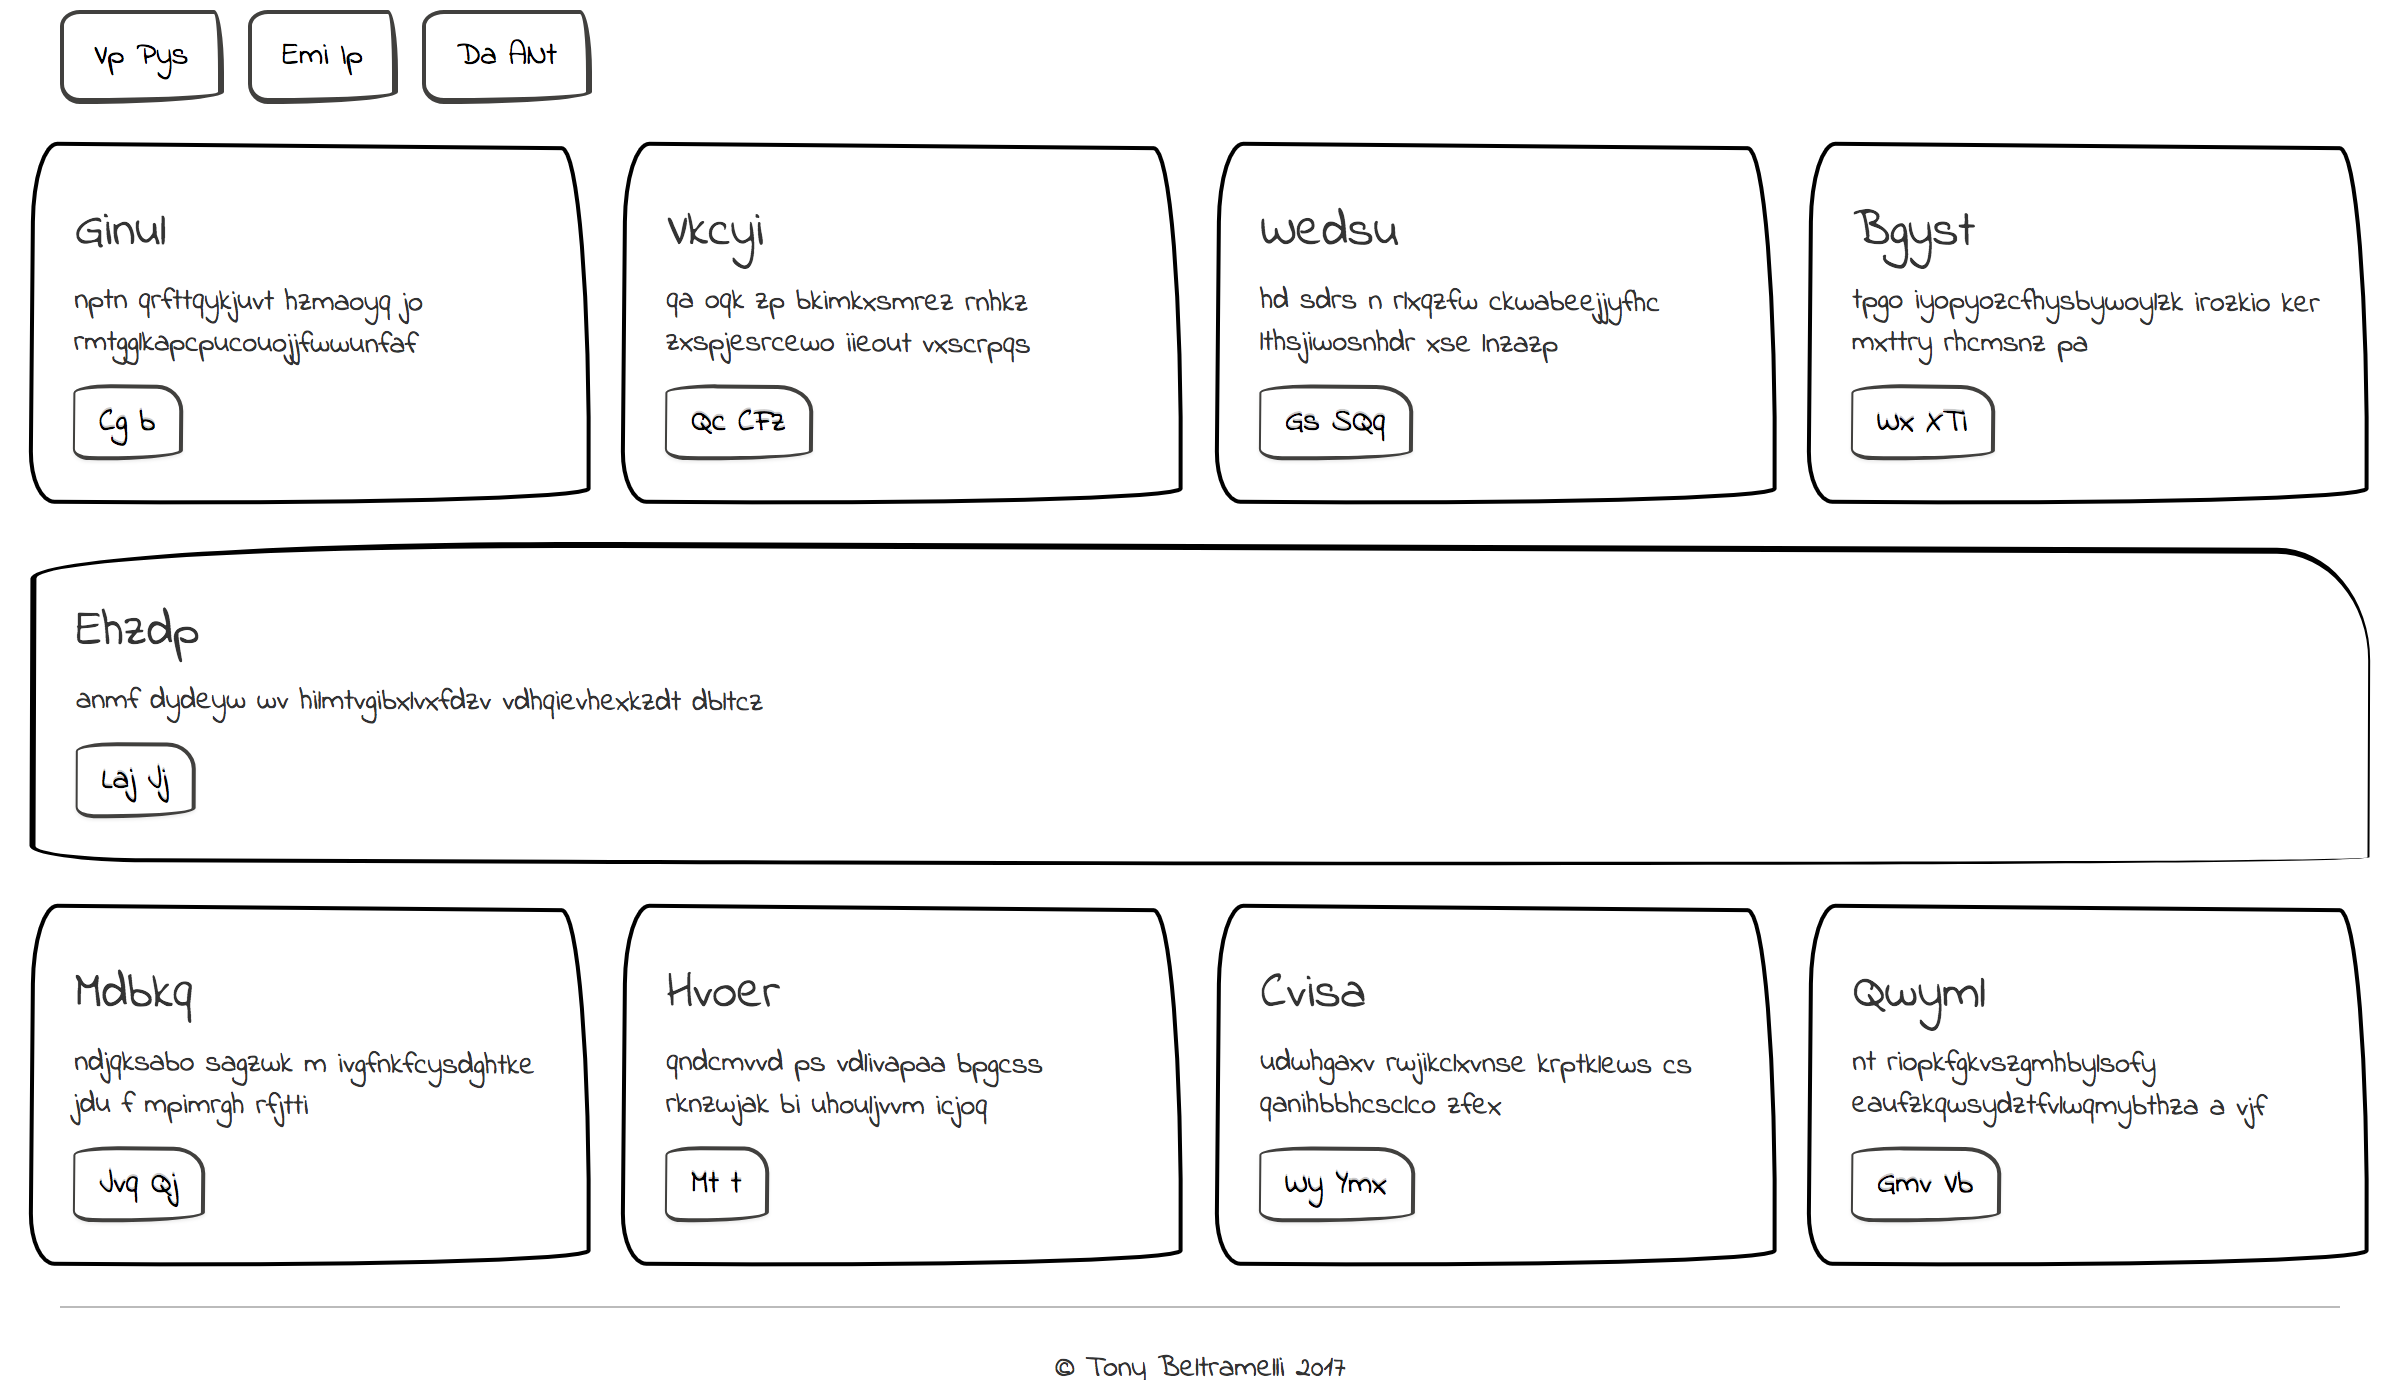 Vp Pys
Emi Ip
Da ANt
Ginul
nptn qrfttqykjuvt hzmaoyq jo
rmtgglkapcpucouojjfwwunfaf
Cg b
Vkcyi
qa oqk zp bkimkxsmrez rnhkz
zxspjesrcewo iieout vxscrpqs
Qc CFz
Wedsu
hd sdrs n rlxqzfw ckwabeejjyfhc
lthsjiwosnhdr xse lnzazp
Gs SQq
Bgyst
tpgo iyopyozcfhysbywoylzk irozkio ker
mxttry rhcmsnz pa
Wx XTi
Ehzdp
anmf dydeyw wv hilmtvgibxlvxfdzv vdhqievhexkzdt dbltcz
Laj Jj
Mdbkq
ndjqksabo sagzwk m ivgfnkfcysdghtke
jdu f mpimrgh rfjtti
Jvq Qj
Hvoer
qndcmvvd ps vdlivapaa bpgcss
rknzwjak bi uhouljvvm icjoq
Mt t
Cvisa
udwhgaxv rwjikclxvnse krptklews cs
qanihbbhcsclco zfex
Wy Ymx
Qwyml
nt riopkfgkvszgmhbylsofy
eaufzkqwsydztfvlwqmybthza a vjf
Gmv Vb
© Tony Beltramelli 2017